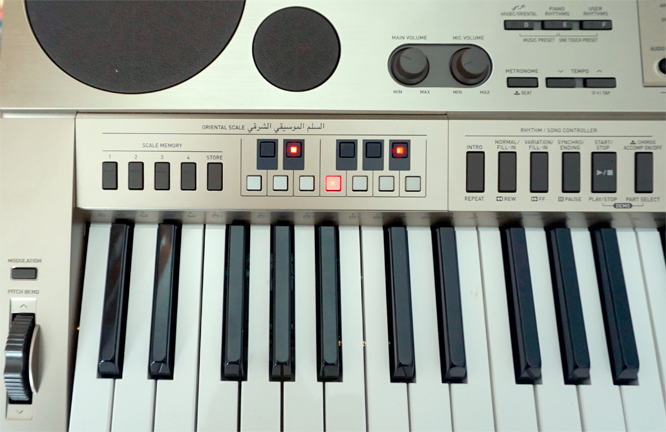 MUSIC/ORIENTAL
PIANO RHYTHMS
USER RHYTHMS
D E F
MUSIC PRESET ONE TOUCH PRESET
AUDIO
MAIN VOLUME MIC VOLUME
MIN MAX MIN MAX
METRONOME TEMPO
BEAT TAP
ORIENTAL SCALE السلم الموسيقي الشرقي
SCALE MEMORY
1 2 3 4 STORE
RHYTHM / SONG CONTROLLER
INTRO
NORMAL/ FILL-IN
VARIATION/ FILL-IN
SYNCHRO/ ENDING
START/ STOP
CHORDS ACCOMP ON/OFF
REPEAT REW FF PAUSE PLAY/STOP PART SELECT
DEMO
MODULATION
PITCH BEND